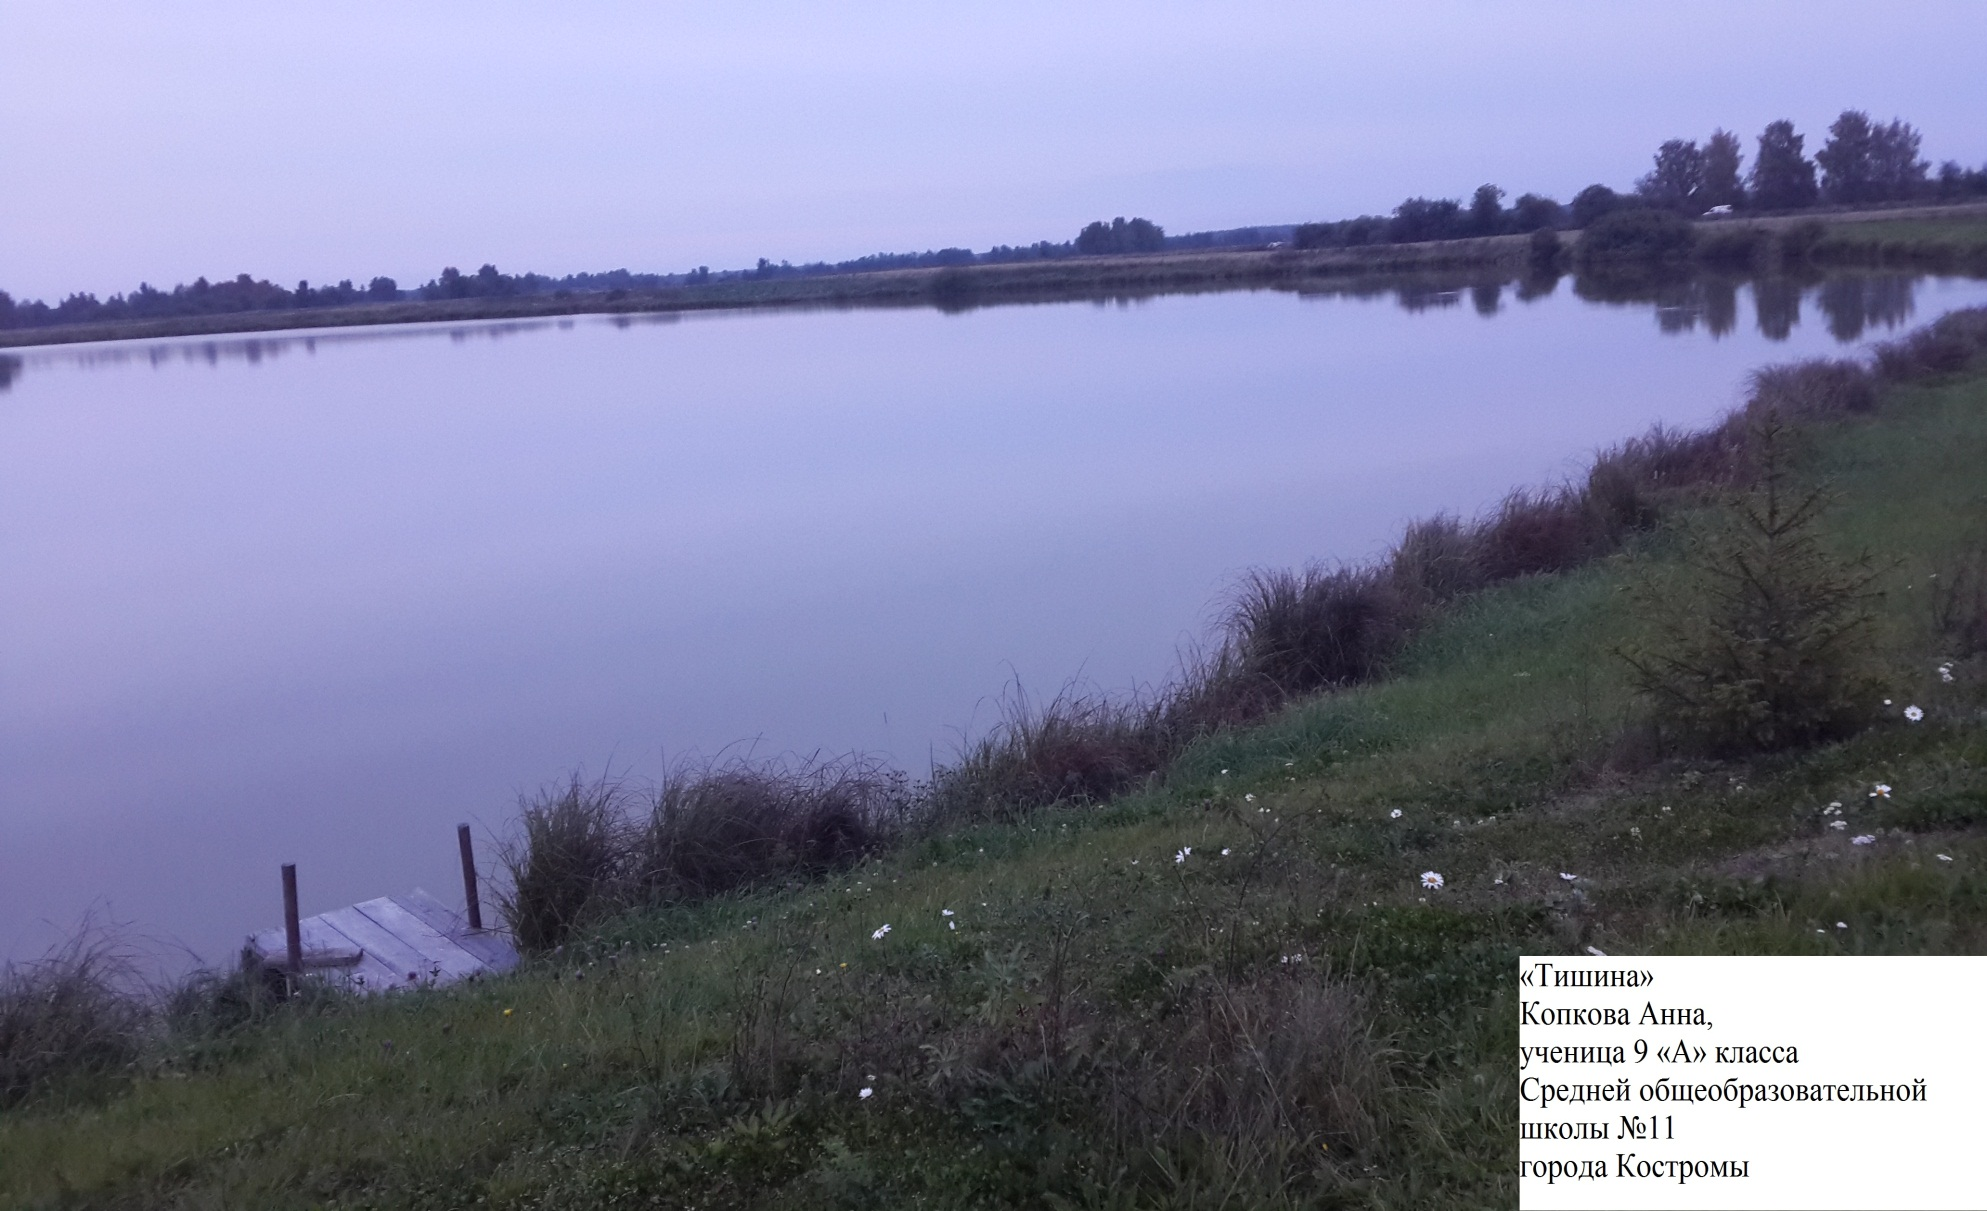 «Тишина»
Копкова Анна,
ученица 9 «А» класса
Средней общеобразовательной
школы №11
города Костромы